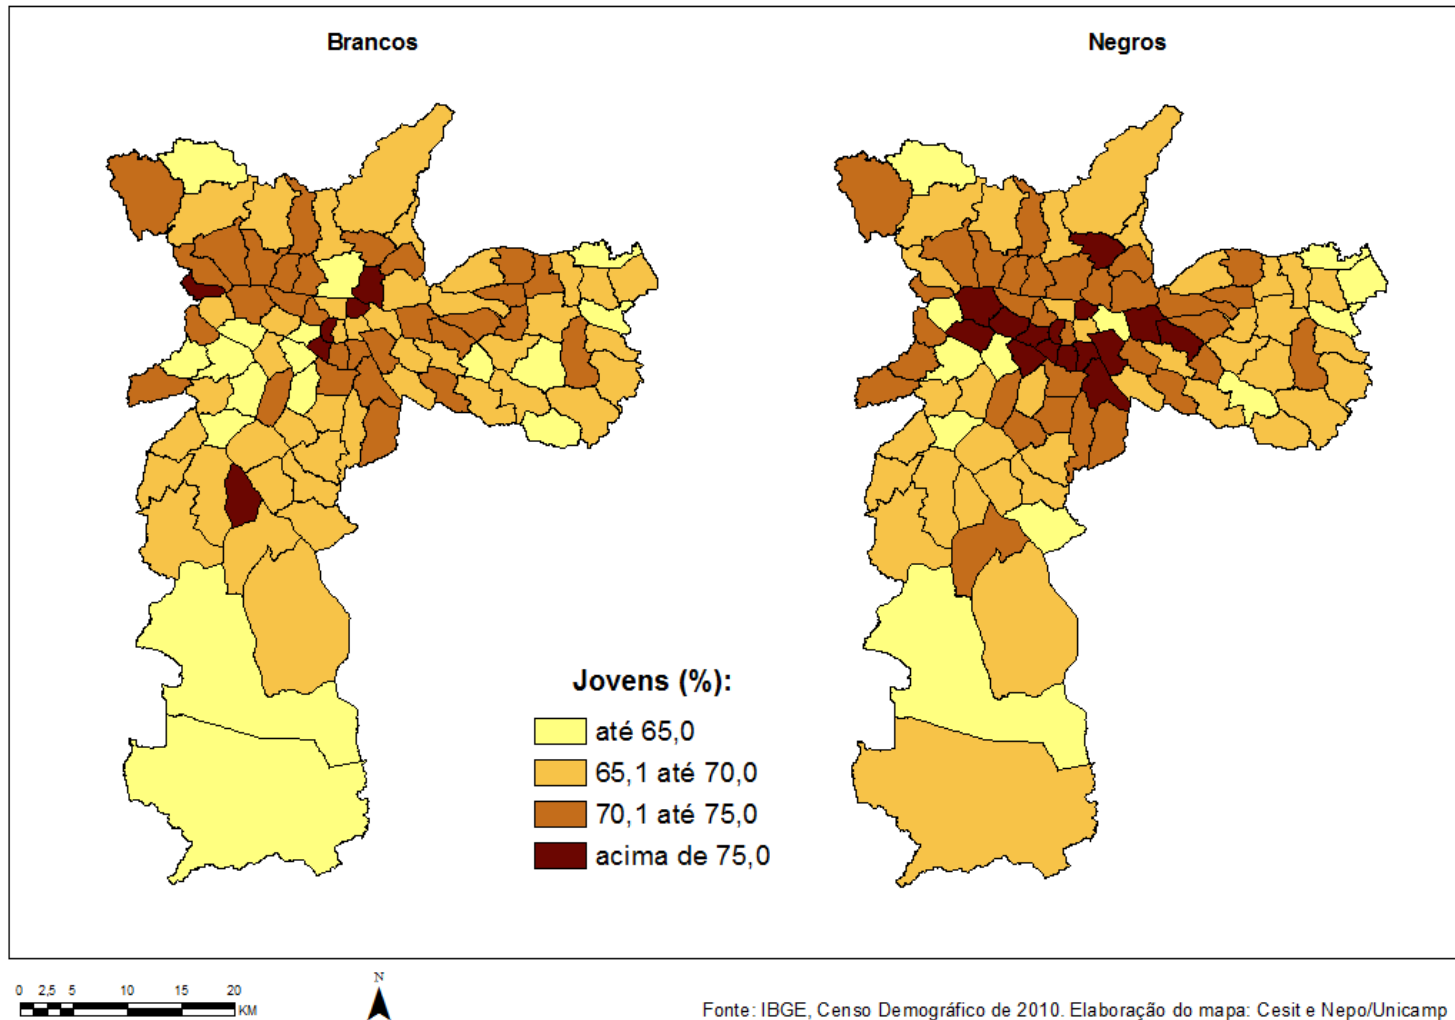 Brancos
Negros
Jovens (%):
até 65,0
65,1 até 70,0
70,1 até 75,0
acima de 75,0
0 2,5 5 10 15 20
KM
N
Fonte: IBGE, Censo Demográfico de 2010. Elaboração do mapa: Cesit e Nepo/Unicamp